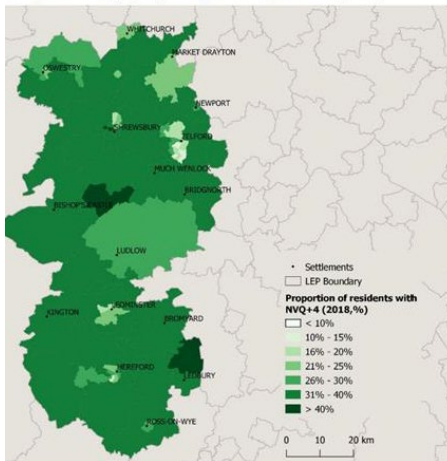 WHITCHURCH
MARKET DRAYTON
OSWESTRY
NEWPORT
SHREWSBURY
TELFORD
MUCH WENLOCK
BRIDGNORTH
BISHOP'S CASTLE
LUDLOW
KINGTON
BROMYARD
HEREFORD
LEDBURY
ROSS-ON-WYE
Settlements
LEP Boundary
Proportion of residents with
NVQ+4 (2018,%)
< 10%
10% - 15%
16% - 20%
21% - 25%
26% - 30%
31% - 40%
> 40%
0 10 20 km